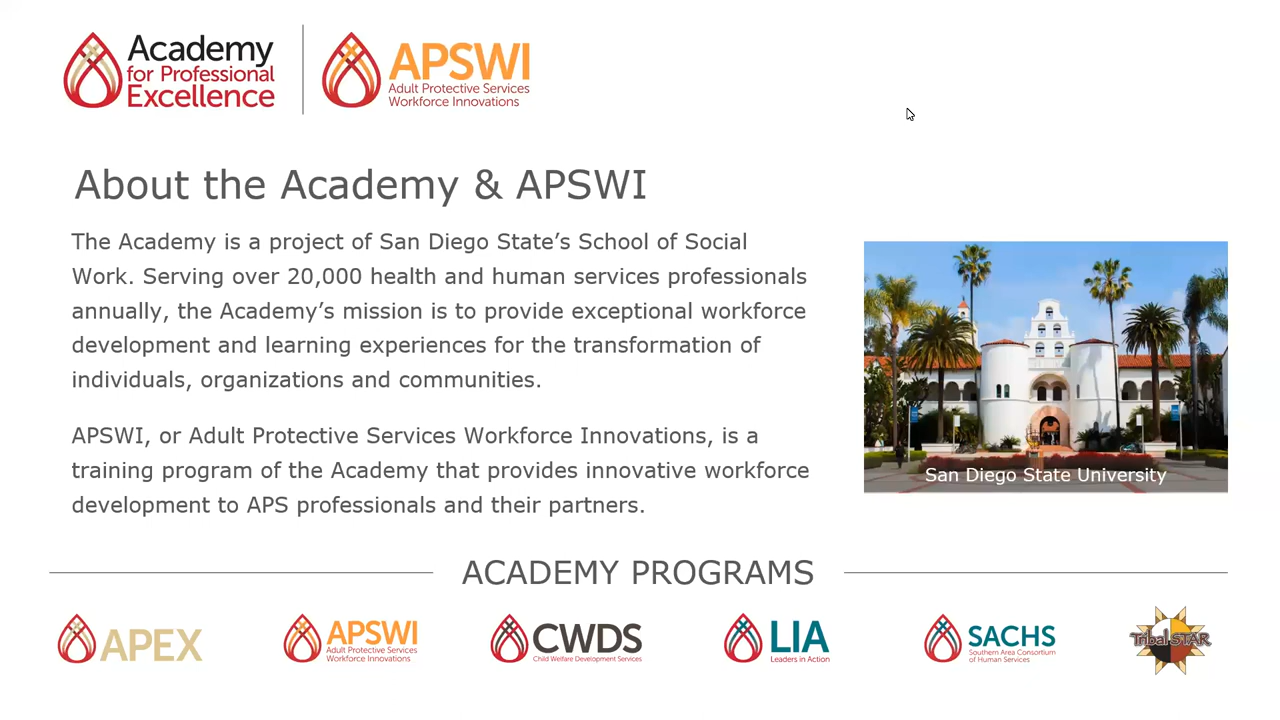 Academy
for Professional
Excellence
APSWI
Adult Protective Services
Workforce Innovations
About the Academy & APSWI
The Academy is a project of San Diego State’s School of Social
Work. Serving over 20,000 health and human services professionals
annually, the Academy’s mission is to provide exceptional workforce
development and learning experiences for the transformation of
individuals, organizations and communities.
APSWI, or Adult Protective Services Workforce Innovations, is a
training program of the Academy that provides innovative workforce
development to APS professionals and their partners.
San Diego State University
ACADEMY PROGRAMS
APEX
APSWI
Adult Protective Services
Workforce Innovations
CWDS
Child Welfare Development Services
LIA
Leaders in Action
SACHS
Southern Area Consortium
of Human Services
Tribal STAR